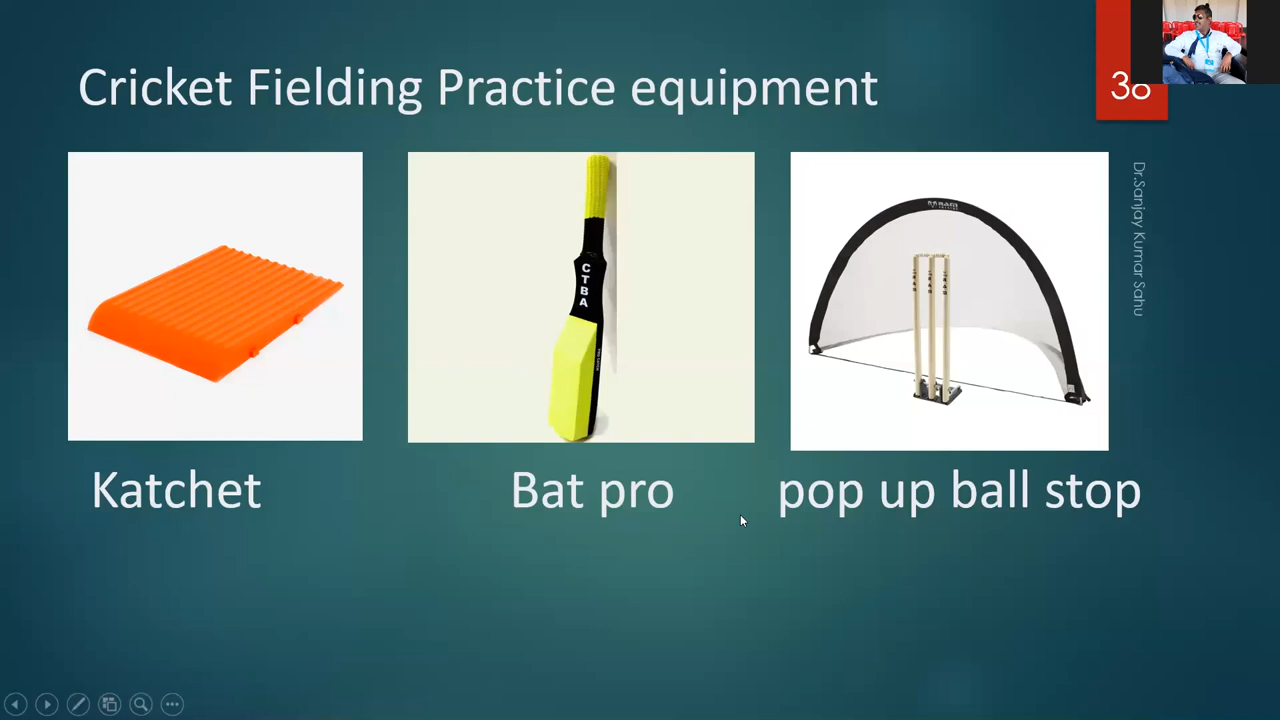 Cricket Fielding Practice equipment
38
Dr.Sanjay Kumar Sahu
CTBA
Katchet
Bat pro
pop up ball stop